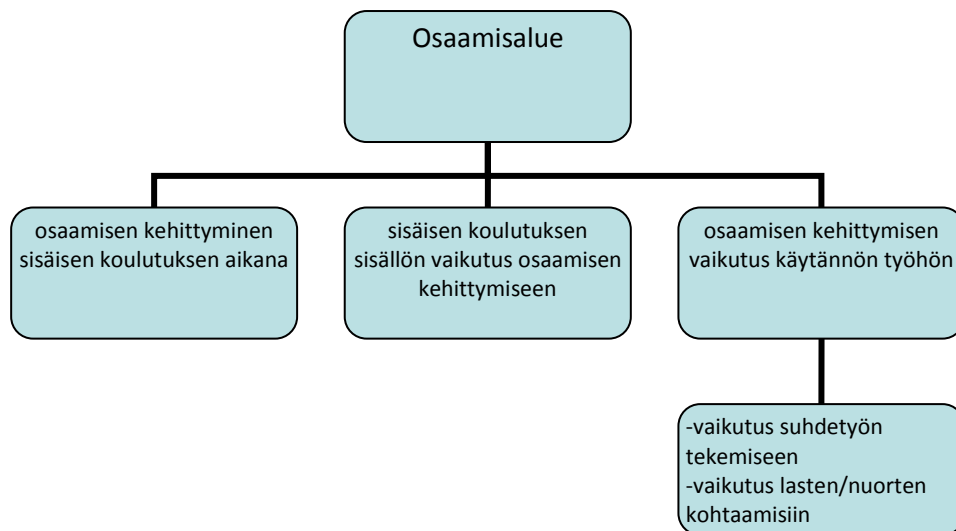 Osaamisalue
osaamisen kehittyminen
sisäisen koulutuksen aikana
sisäisen koulutuksen
sisällön vaikutus osaamisen
kehittymiseen
osaamisen kehittymisen
vaikutus käytännön työhön
-vaikutus suhdetyön
tekemiseen
-vaikutus lasten/nuorten
kohtaamisiin